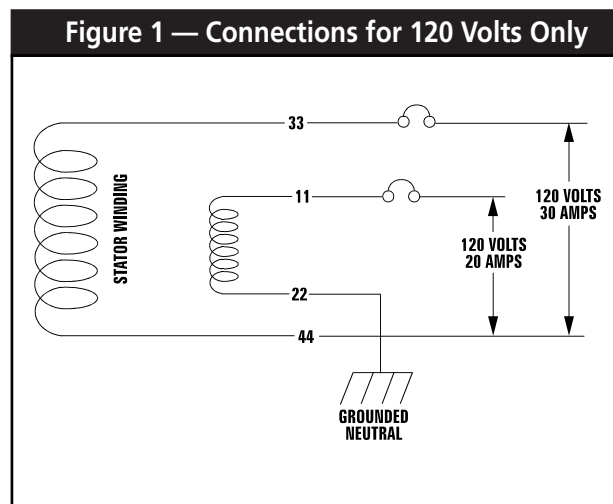 Figure 1 — Connections for 120 Volts Only
33
STATOR WINDING
11
120 VOLTS
30 AMPS
120 VOLTS
20 AMPS
22
44
GROUNDED
NEUTRAL